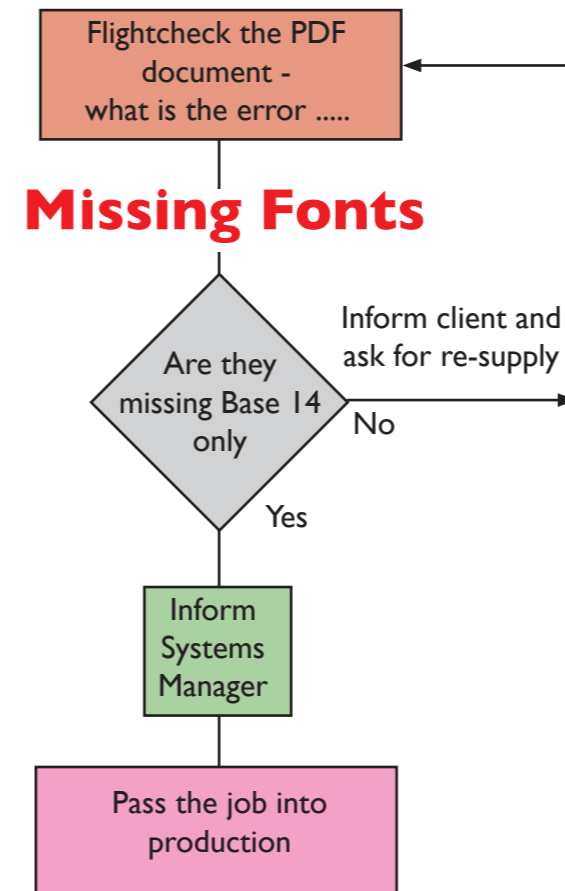 Flightcheck the PDF
document -
what is the error .....
Missing Fonts
Inform client and
ask for re-supply
Are they
missing Base 14
only
No
Yes
Inform
Systems
Manager
Pass the job into
production